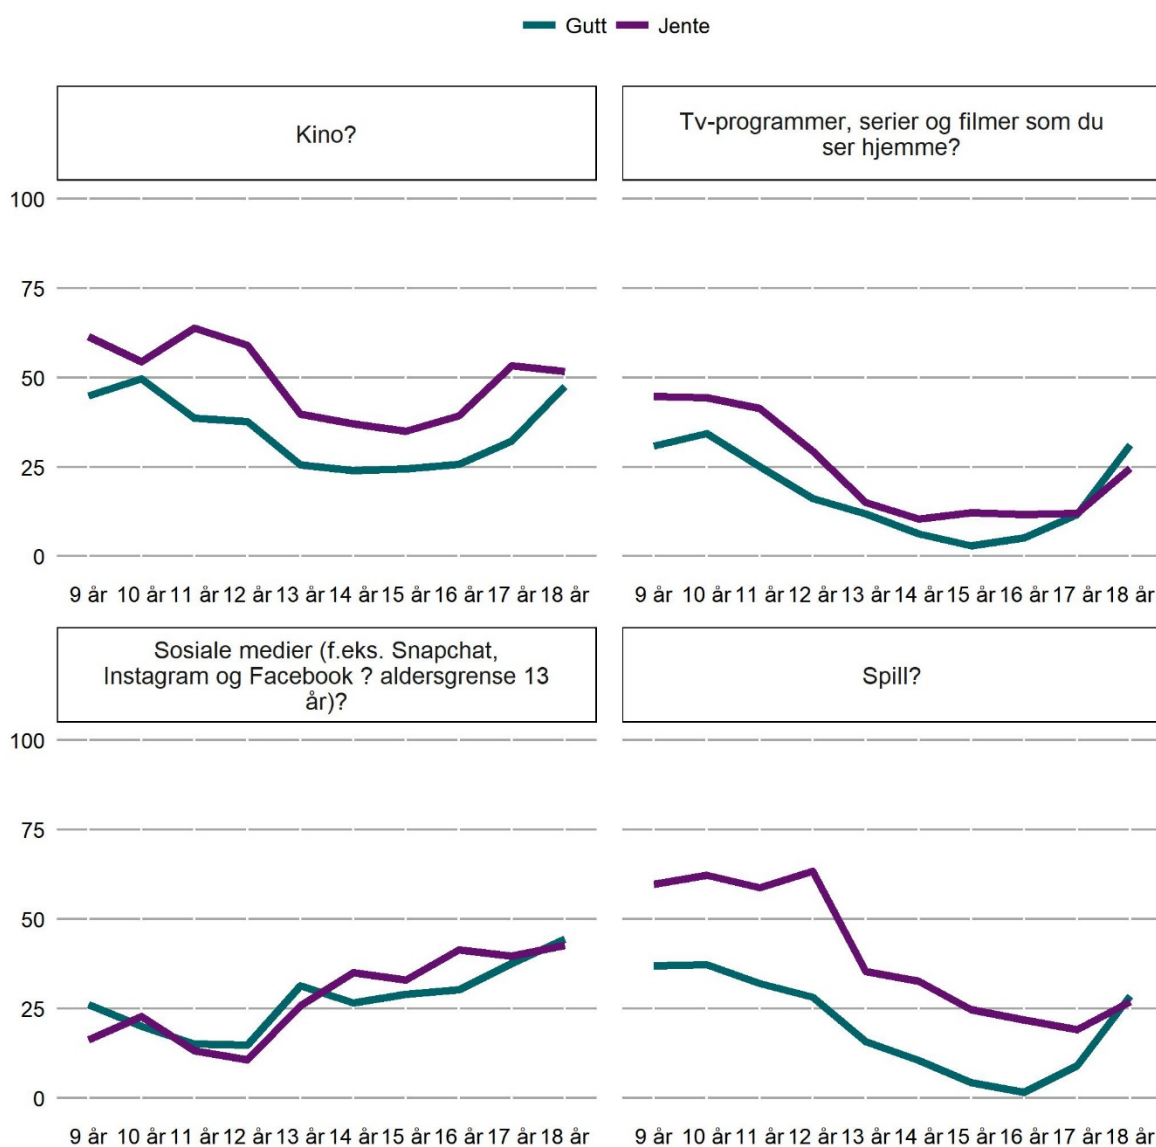 Gutt Jente
Kino?
Tv-programmer, serier og filmer som du
ser hjemme?
100
75
50
25
0
9 år 10 år 11 år 12 år 13 år 14 år 15 år 16 år 17 år 18 år
9 år 10 år 11 år 12 år 13 år 14 år 15 år 16 år 17 år 18 år
Sosiale medier (f.eks. Snapchat,
Instagram og Facebook ? aldersgrense 13
år)?
Spill?
100
75
50
25
0
9 år 10 år 11 år 12 år 13 år 14 år 15 år 16 år 17 år 18 år
9 år 10 år 11 år 12 år 13 år 14 år 15 år 16 år 17 år 18 år